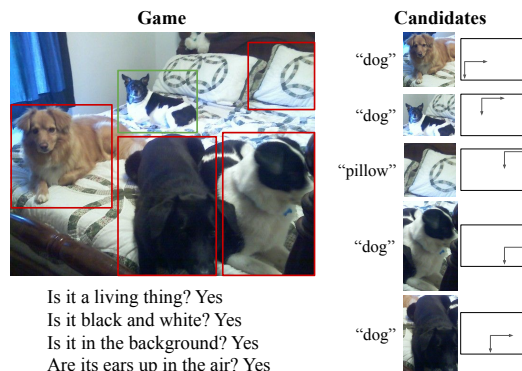 Game
Candidates
“dog”
“dog”
“pillow”
“dog”
“dog”
Is it a living thing? Yes
Is it black and white? Yes
Is it in the background? Yes
Are its ears up in the air? Yes